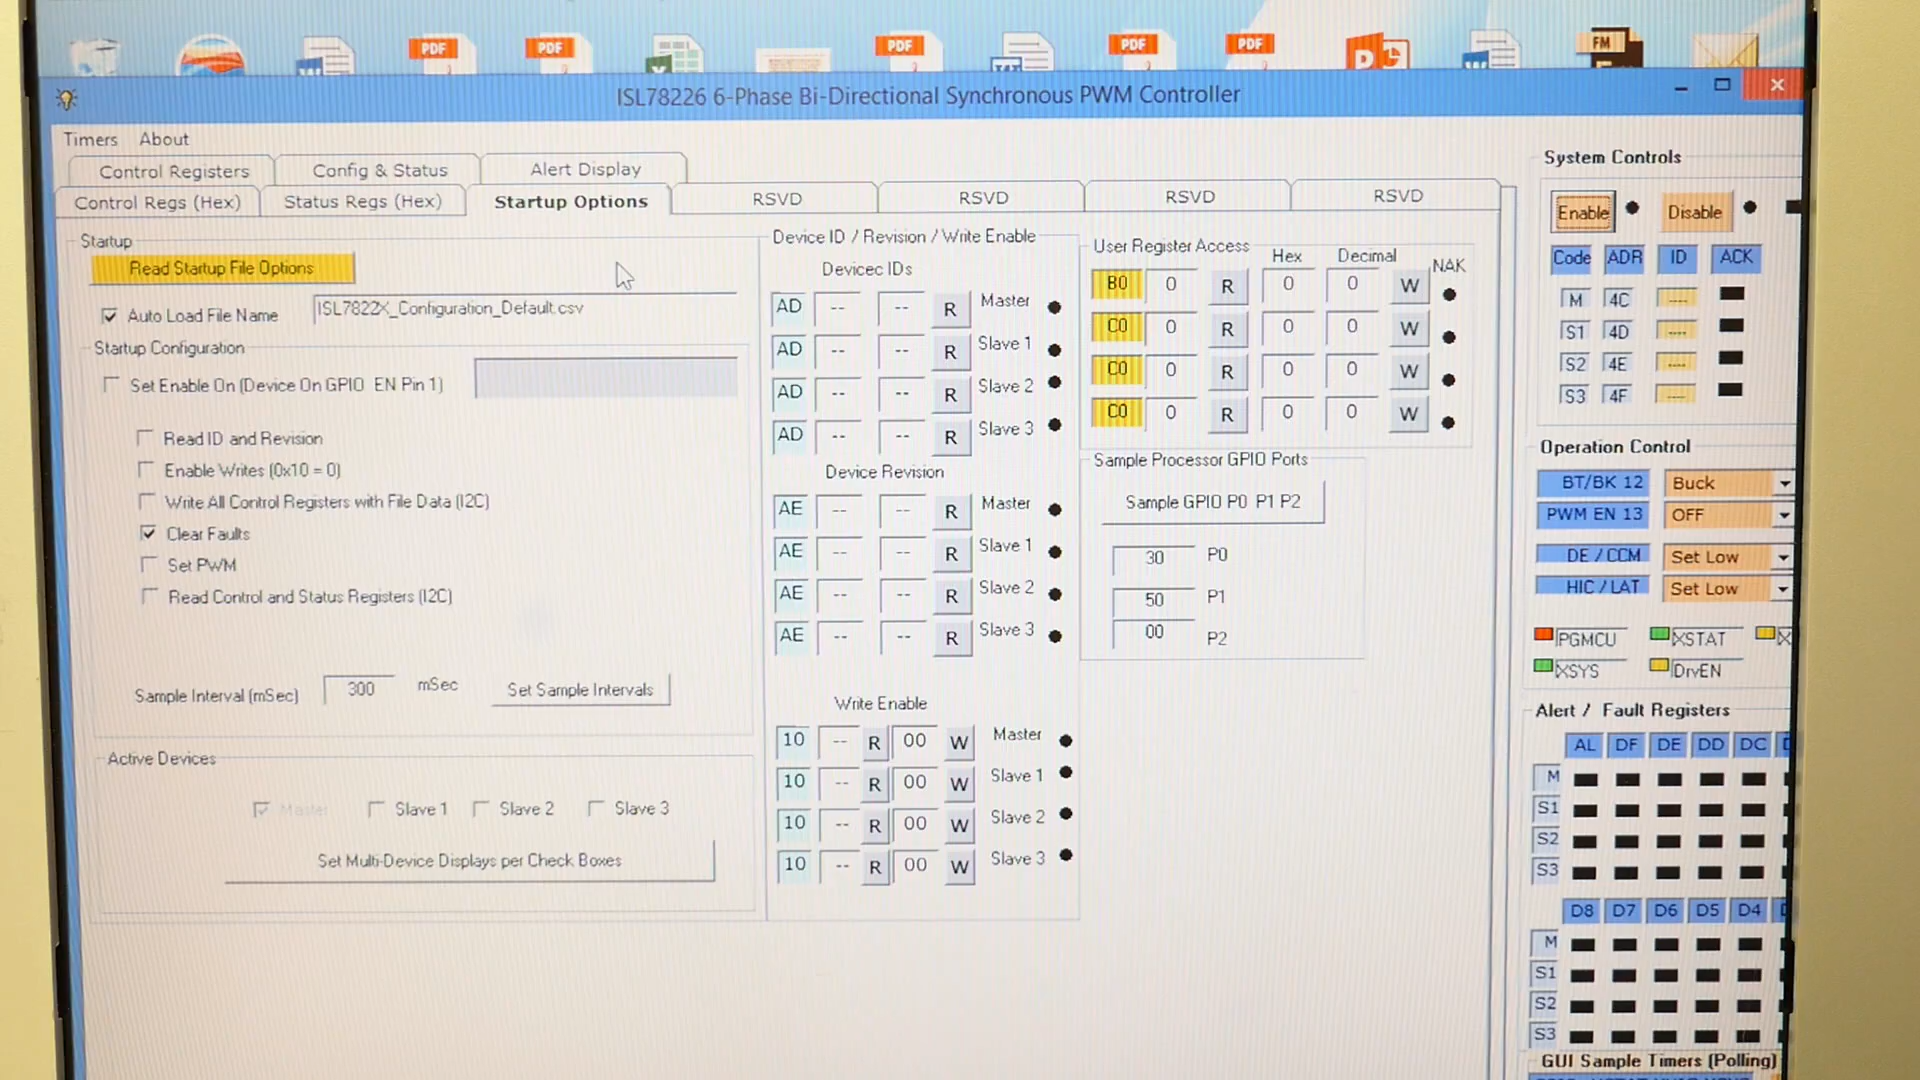 PDF PDF PDF PDF PDF FM
ISL78226 6-Phase Bi-Directional Synchronous PWM Controller
Timers About
Control Registers Config & Status Alert Display
Control Regs (Hex) Status Regs (Hex) Startup Options RSVD RSVD RSVD RSVD
Startup
Read Startup File Options
Auto Load File Name ISL7822X_Configuration_Default.csv
Startup Configuration
Set Enable On (Device On GPIO EN Pin 1)
Read ID and Revision
Enable Writes (0x10 = 0)
Write All Control Registers with File Data (I2C)
Clear Faults
Set PWM
Read Control and Status Registers (I2C)
Sample Interval (mSec) 300 mSec Set Sample Intervals
Active Devices
Master Slave 1 Slave 2 Slave 3
Set Multi-Device Displays per Check Boxes
Device ID / Revision / Write Enable
Devicec IDs
AD -- -- R Master
AD -- -- R Slave 1
AD -- -- R Slave 2
AD -- -- R Slave 3
Device Revision
AE -- -- R Master
AE -- -- R Slave 1
AE -- -- R Slave 2
AE -- -- R Slave 3
Write Enable
10 -- R 00 W Master
10 -- R 00 W Slave 1
10 -- R 00 W Slave 2
10 -- R 00 W Slave 3
User Register Access Hex Decimal NAK
B0 0 R 0 0 W
C0 0 R 0 0 W
C0 0 R 0 0 W
C0 0 R 0 0 W
Sample Processor GPIO Ports
Sample GPIO P0 P1 P2
30 P0
50 P1
00 P2
System Controls
Enable Disable
Code ADR ID ACK
M 4C ----
S1 4D ----
S2 4E ----
S3 4F ----
Operation Control
BT/BK 12 Buck
PWM EN 13 OFF
DE / CCM Set Low
HIC / LAT Set Low
PGMCU XSTAT X
XSYS DrvEN
Alert / Fault Registers
AL DF DE DD DC
M
S1
S2
S3
D8 D7 D6 D5 D4
M
S1
S2
S3
GUI Sample Timers (Polling)